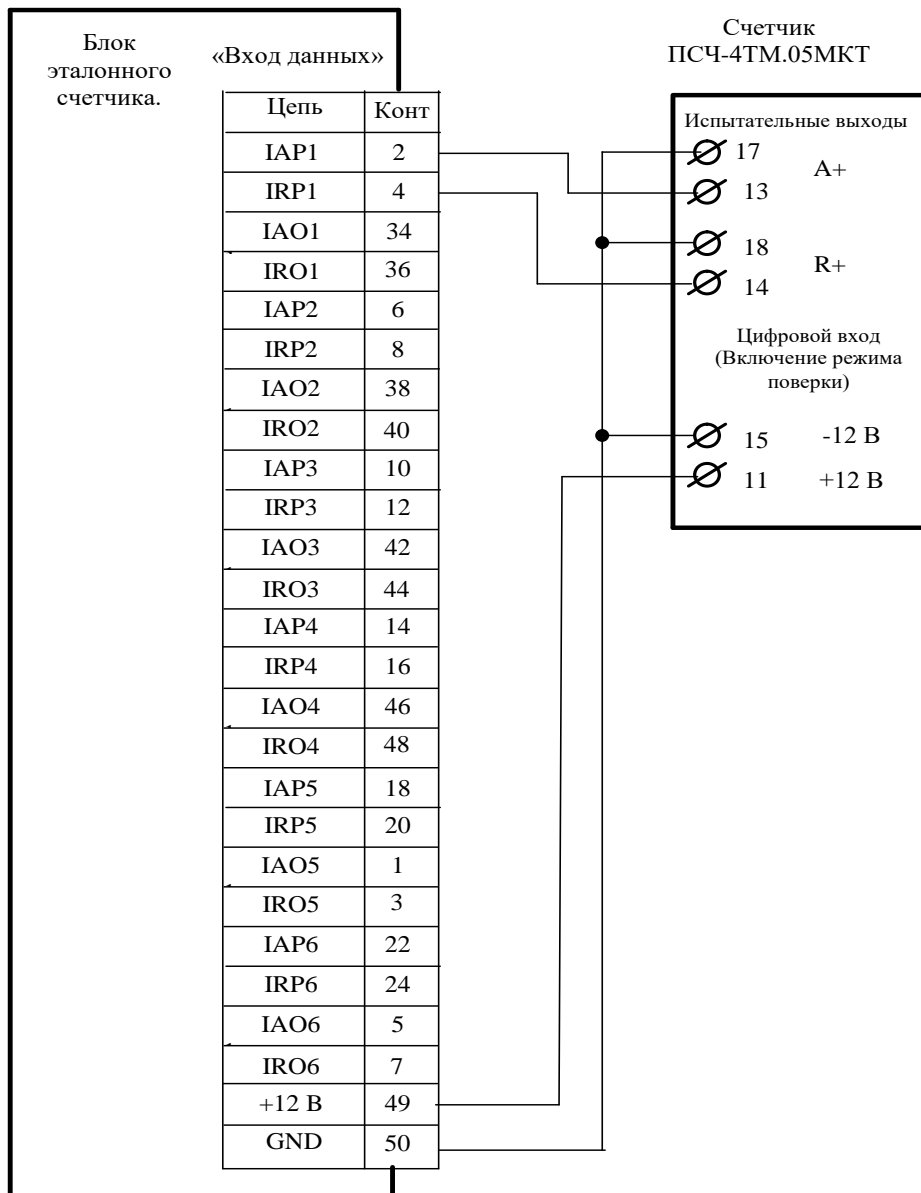 Блок
эталонного
счетчика.
«Вход данных»
Цепь Конт
IAP1 2
IRP1 4
IAO1 34
IRO1 36
IAP2 6
IRP2 8
IAO2 38
IRO2 40
IAP3 10
IRP3 12
IAO3 42
IRO3 44
IAP4 14
IRP4 16
IAO4 46
IRO4 48
IAP5 18
IRP5 20
IAO5 1
IRO5 3
IAP6 22
IRP6 24
IAO6 5
IRO6 7
+12 В 49
GND 50
Счетчик
ПСЧ-4ТМ.05МКТ
Испытательные выходы
17
А+
13
18
R+
14
Цифровой вход
(Включение режима
поверки)
15 -12 В
11 +12 В